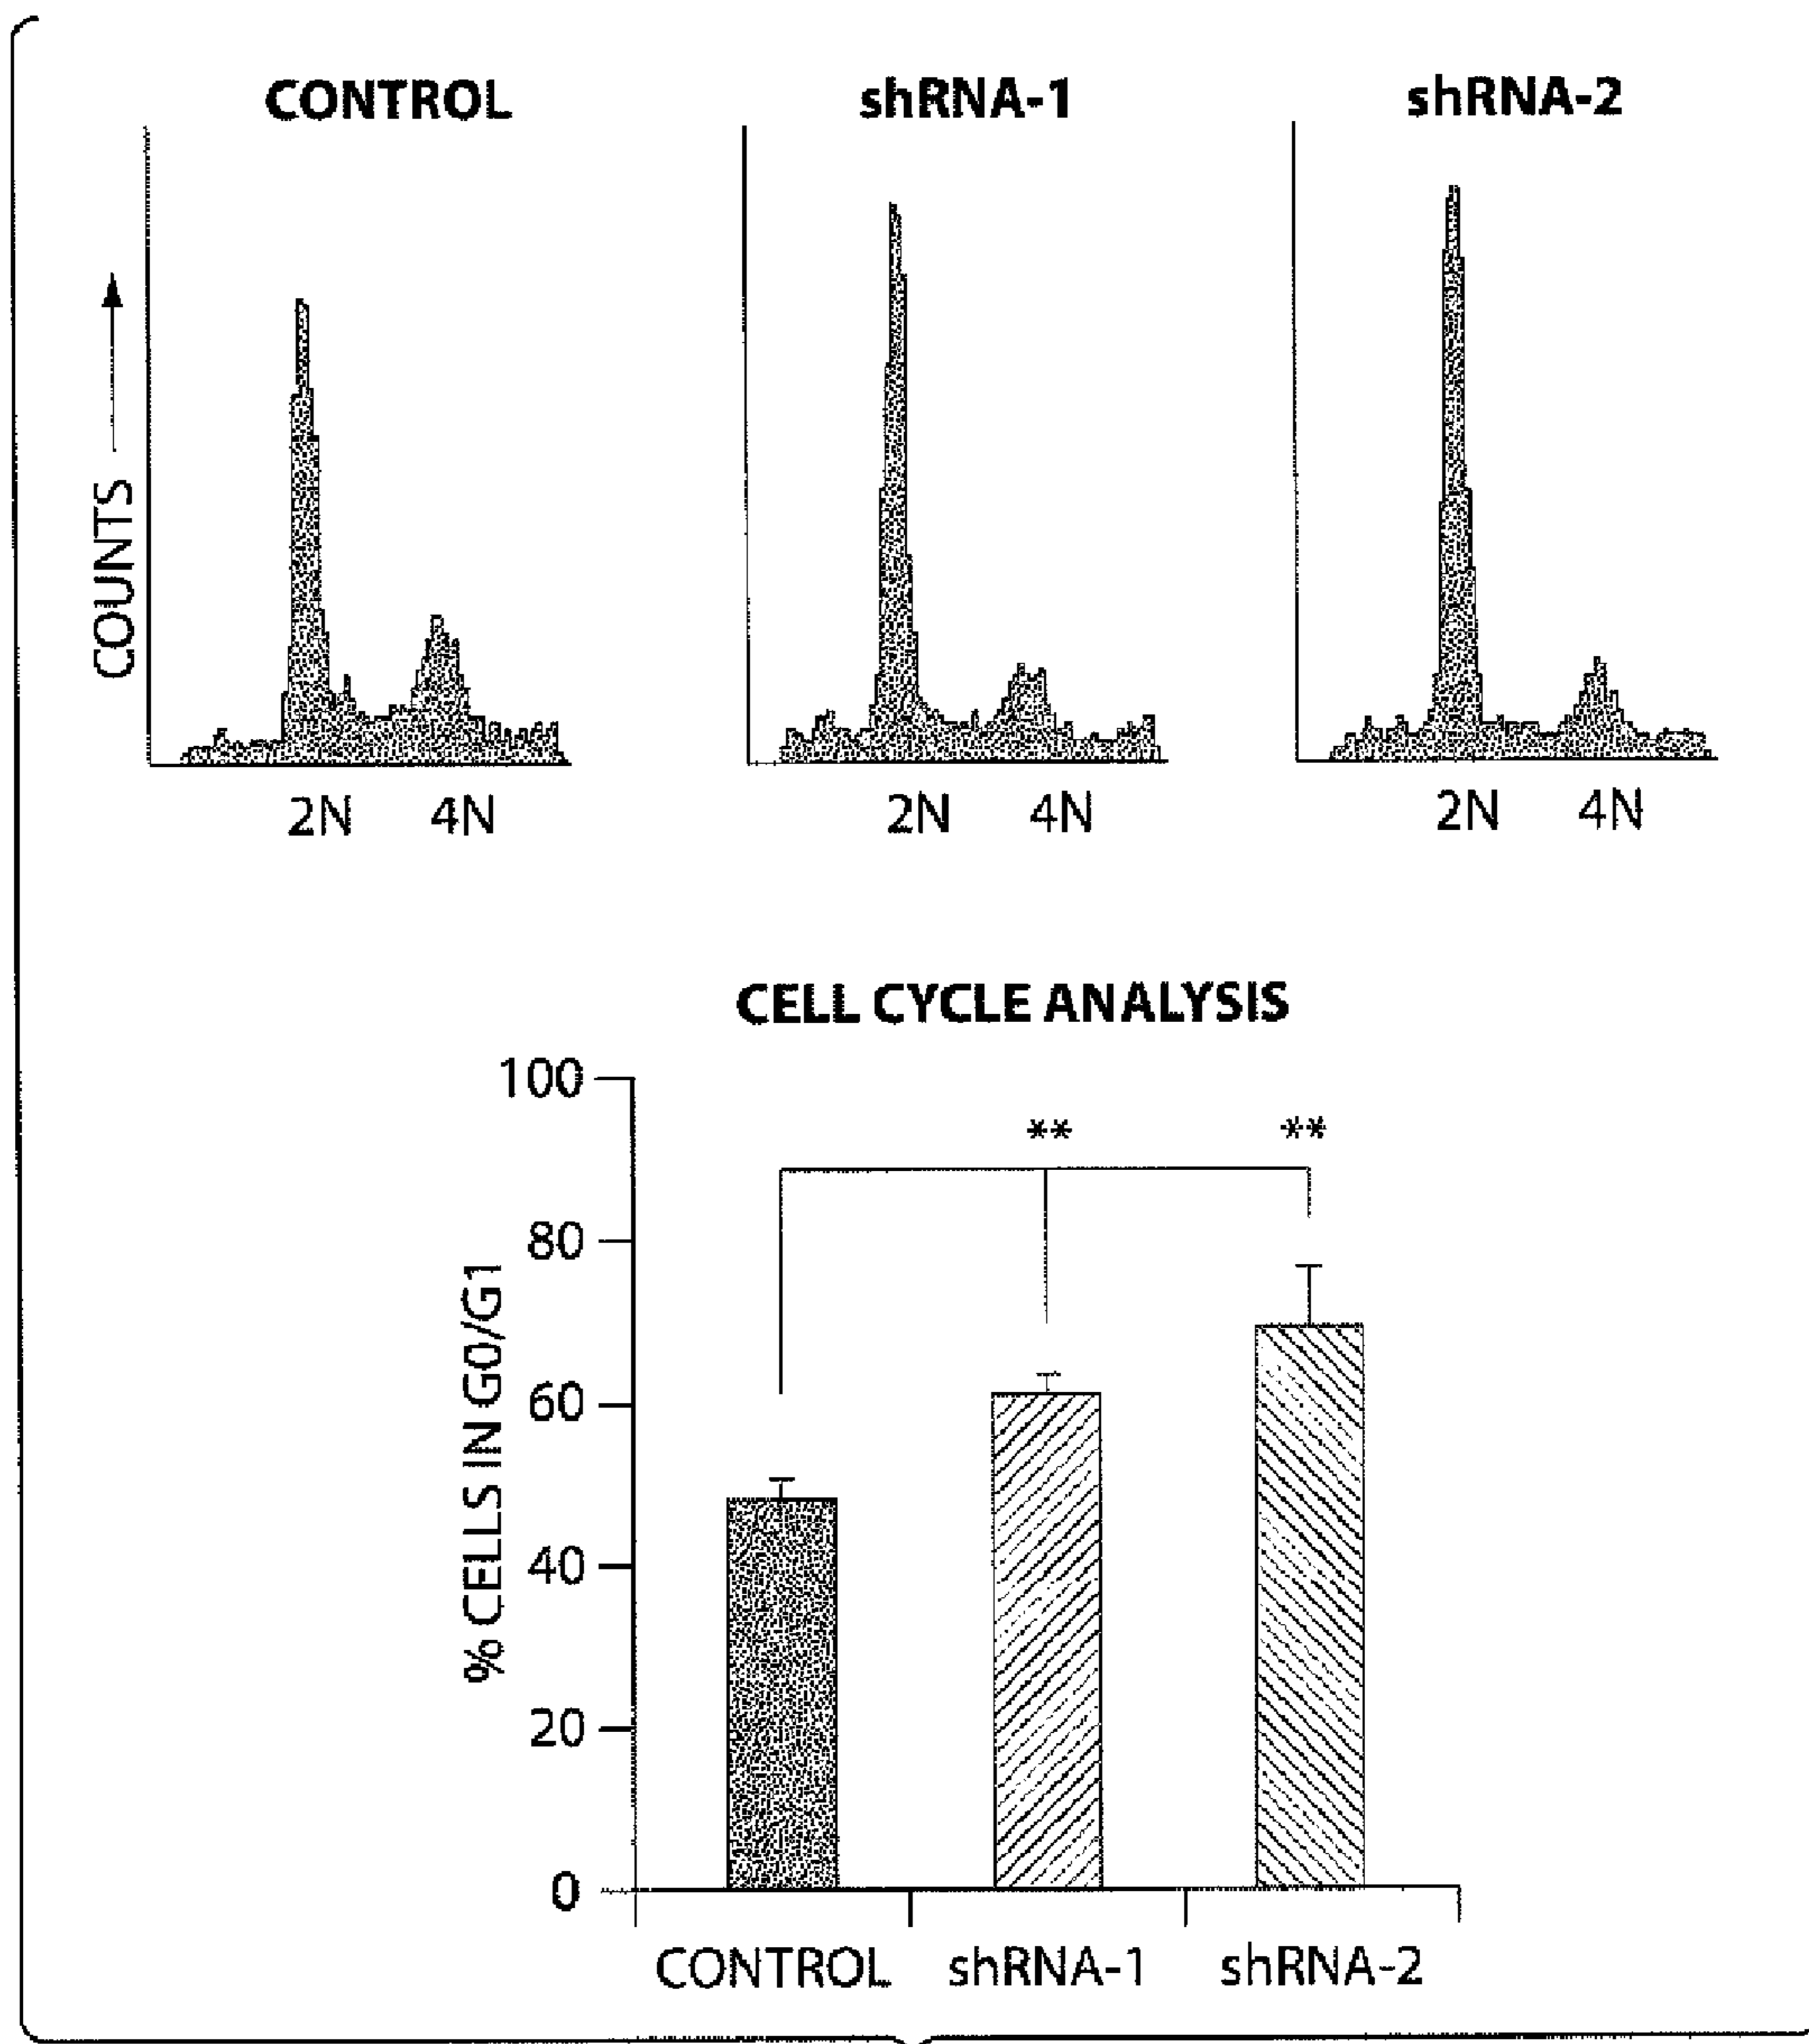 CONTROL shRNA-1 shRNA-2
COUNTS
2N 4N 2N 4N 2N 4N
CELL CYCLE ANALYSIS
100
** **
80
% CELLS IN G0/G1
60
40
20
0
CONTROL shRNA-1 shRNA-2